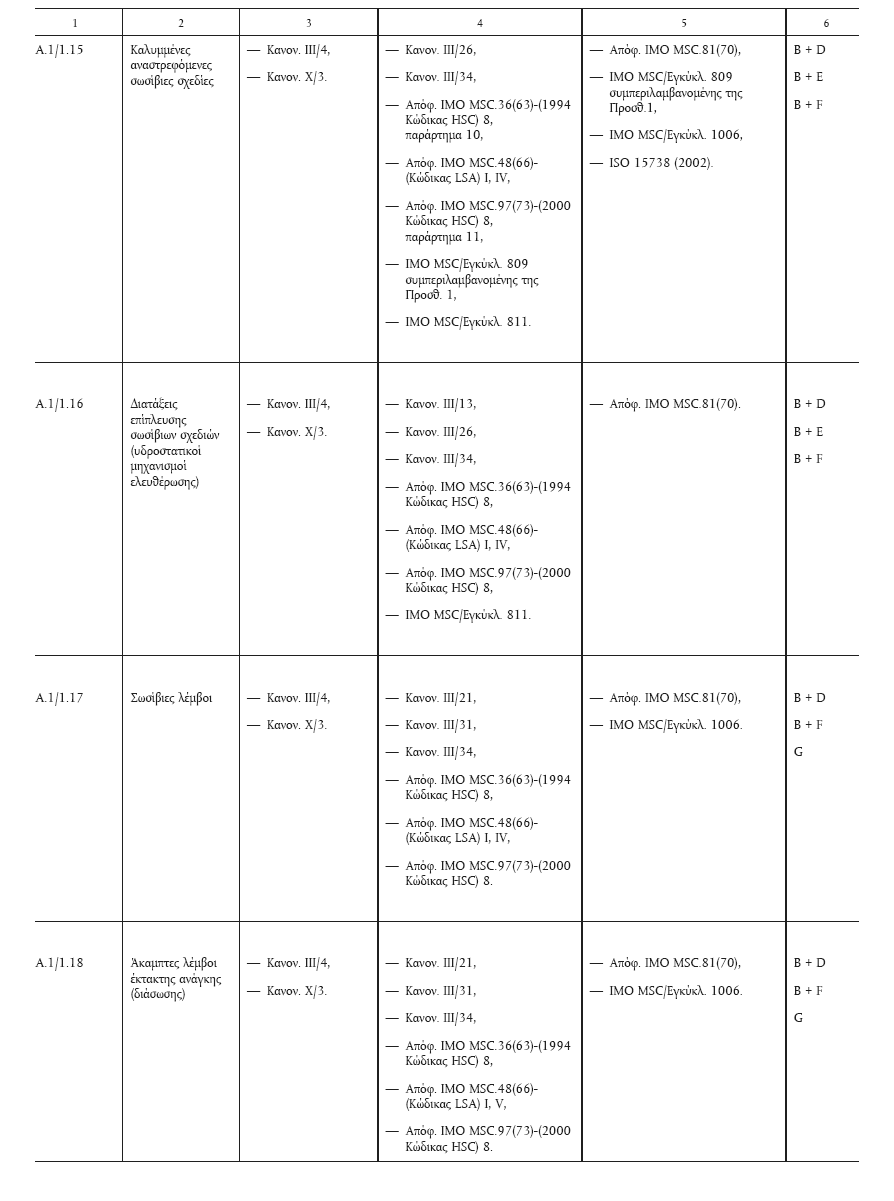 1 2 3 4 5 6
A.1/1.15
Καλυμμένες
αναστρεφόμενες
σωσίβιες σχεδίες
— Κανον. III/4,
— Κανον. X/3.
— Κανον. III/26,
— Κανον. III/34,
— Απόφ. IMO MSC.36(63)-(1994
Κώδικας HSC) 8,
παράρτημα 10,
— Απόφ. IMO MSC.48(66)-
(Κώδικας LSA) I, IV,
— Απόφ. IMO MSC.97(73)-(2000
Κώδικας HSC) 8,
παράρτημα 11,
— IMO MSC/Εγκύκλ. 809
συμπεριλαμβανομένης της
Προσθ. 1,
— IMO MSC/Εγκύκλ. 811.
— Απόφ. IMO MSC.81(70),
— IMO MSC/Εγκύκλ. 809
συμπεριλαμβανομένης της
Προσθ.1,
— IMO MSC/Εγκύκλ. 1006,
— ISO 15738 (2002).
B + D
B + E
B + F
A.1/1.16
Διατάξεις
επίπλευσης
σωσίβιων σχεδιών
(υδροστατικοί
μηχανισμοί
ελευθέρωσης)
— Κανον. III/4,
— Κανον. X/3.
— Κανον. III/13,
— Κανον. III/26,
— Κανον. III/34,
— Απόφ. IMO MSC.36(63)-(1994
Κώδικας HSC) 8,
— Απόφ. IMO MSC.48(66)-
(Κώδικας LSA) I, IV,
— Απόφ. IMO MSC.97(73)-(2000
Κώδικας HSC) 8,
— IMO MSC/Εγκύκλ. 811.
— Απόφ. IMO MSC.81(70).
B + D
B + E
B + F
A.1/1.17
Σωσίβιες λέμβοι
— Κανον. III/4,
— Κανον. X/3.
— Κανον. III/21,
— Κανον. III/31,
— Κανον. III/34,
— Απόφ. IMO MSC.36(63)-(1994
Κώδικας HSC) 8,
— Απόφ. IMO MSC.48(66)-
(Κώδικας LSA) I, IV,
— Απόφ. IMO MSC.97(73)-(2000
Κώδικας HSC) 8.
— Απόφ. IMO MSC.81(70),
— IMO MSC/Εγκύκλ. 1006.
B + D
B + F
G
A.1/1.18
Άκαμπτες λέμβοι
έκτακτης ανάγκης
(διάσωσης)
— Κανον. III/4,
— Κανον. X/3.
— Κανον. III/21,
— Κανον. III/31,
— Κανον. III/34,
— Απόφ. IMO MSC.36(63)-(1994
Κώδικας HSC) 8,
— Απόφ. IMO MSC.48(66)-
(Κώδικας LSA) I, V,
— Απόφ. IMO MSC.97(73)-(2000
Κώδικας HSC) 8.
— Απόφ. IMO MSC.81(70),
— IMO MSC/Εγκύκλ. 1006.
B + D
B + F
G